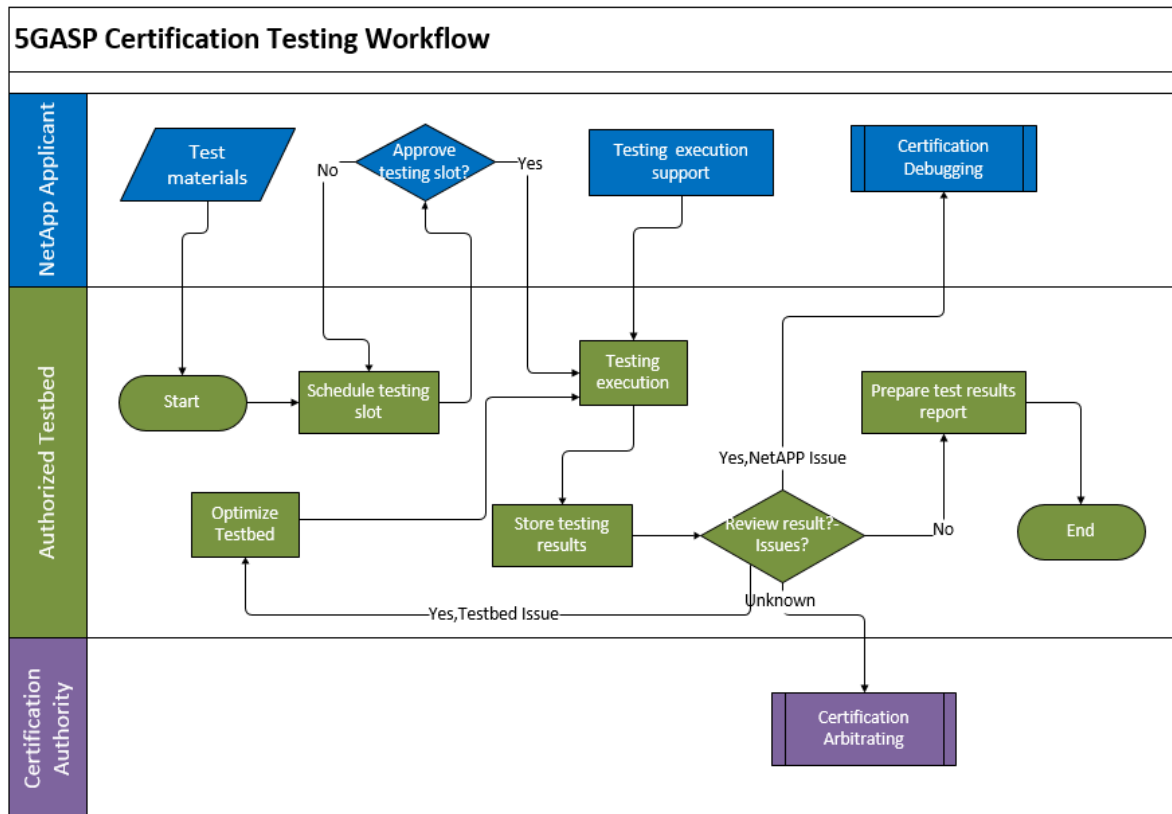 5GASP Certification Testing Workflow
NetApp Applicant
Test
materials
No
Approve
testing slot?
Yes
Testing execution
support
Certification
Debugging
Authorized Testbed
Start
Schedule testing
slot
Testing
execution
Prepare test results
report
Yes,NetAPP Issue
Optimize
Testbed
Store testing
results
Review result?-
Issues?
No
End
Yes,Testbed Issue
Unknown
Certification
Authority
Certification
Arbitrating